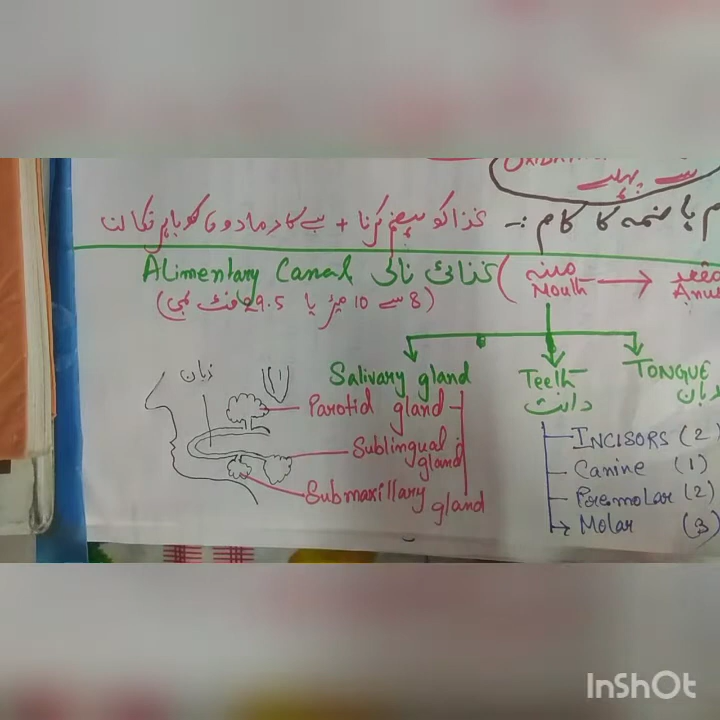 سے پہلے
م ہاضمہ کا کام :- غذا کو ہضم کرنا + بے کار مادوں کو باہر نکالنا
Alimentary Canal غذائی نالی (منہ Mouth → مقعد Anus
(8 سے 10 میٹر یا 29.5 فٹ لمبی)
زبان
(1)
Salivary gland
Parotid gland
Sublingual gland
Submaxillary gland
Teeth
دانت
INCISORS (2)
Canine (1)
Premolar (2)
Molar (3)
TONGUE
زبان
InShOt